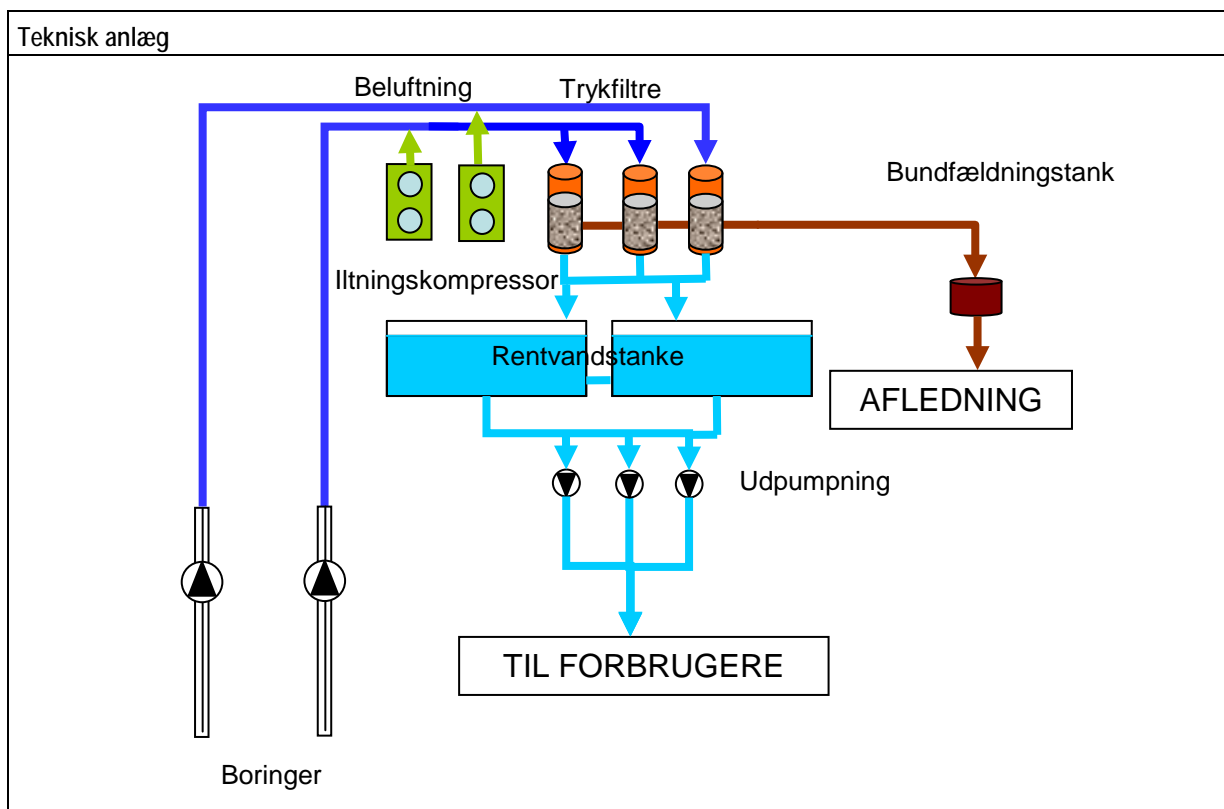 Teknisk anlæg
Beluftning
Trykfiltre
Bundfældningstank
Iltningskompressor
Rentvandstanke
AFLEDNING
Udpumpning
TIL FORBRUGERE
Boringer